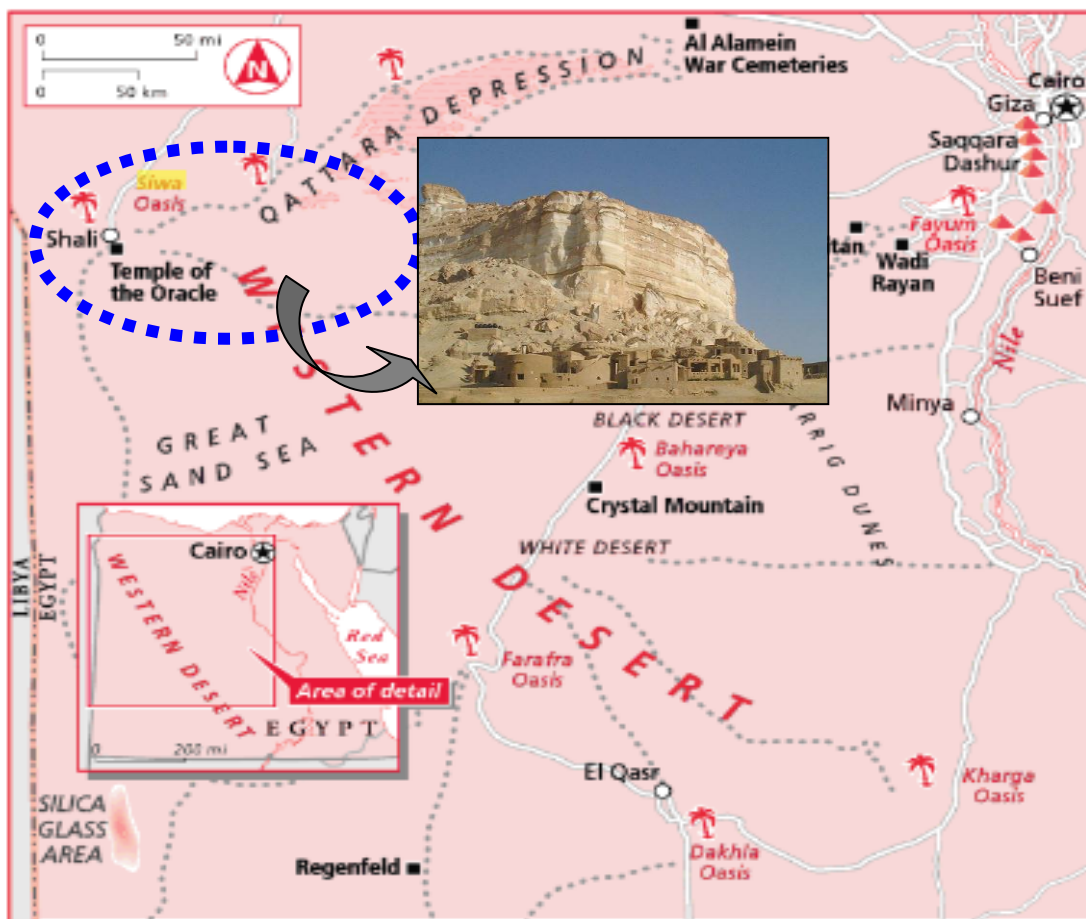 0 50 mi
0 50 km
N
Al Alamein
War Cemeteries
Cairo
Giza
Saqqara
Dashur
QATTARA DEPRESSION
Siwa
Oasis
Shali
Temple of
the Oracle
Fayum
Oasis
Wadi
Rayan
Beni
Suef
Nile
WESTERN DESERT
Minya
GREAT
SAND SEA
BLACK DESERT
Bahareya
Oasis
Crystal Mountain
WHITE DESERT
DUNES
LIBYA
EGYPT
Cairo
Nile
WESTERN DESERT
Red
Sea
Area of detail
EGYPT
0 200 mi
Farafra
Oasis
El Qasr
Kharga
Oasis
Dakhla
Oasis
SILICA
GLASS
AREA
Regenfeld